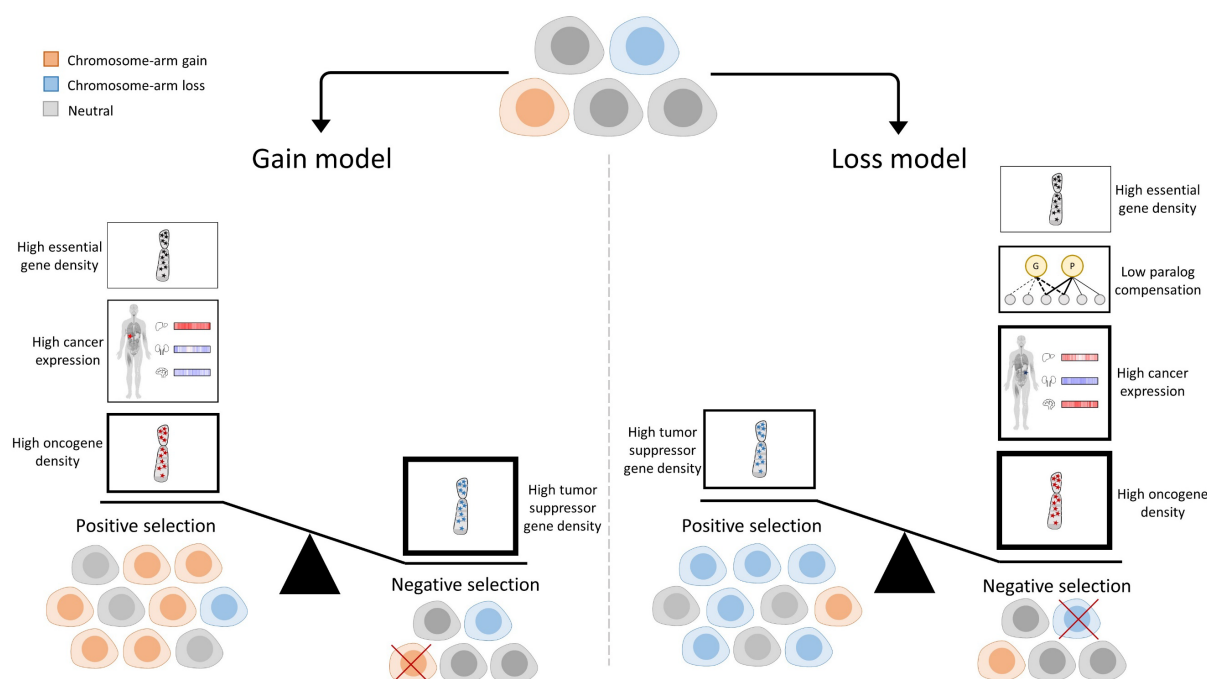 Chromosome-arm gain
Chromosome-arm loss
Neutral
Gain model
High essential
gene density
High cancer
expression
High oncogene
density
High tumor
suppressor
gene density
Positive selection
Negative selection
Loss model
High essential
gene density
G
P
Low paralog
compensation
High cancer
expression
High tumor
suppressor
gene density
High oncogene
density
Positive selection
Negative selection